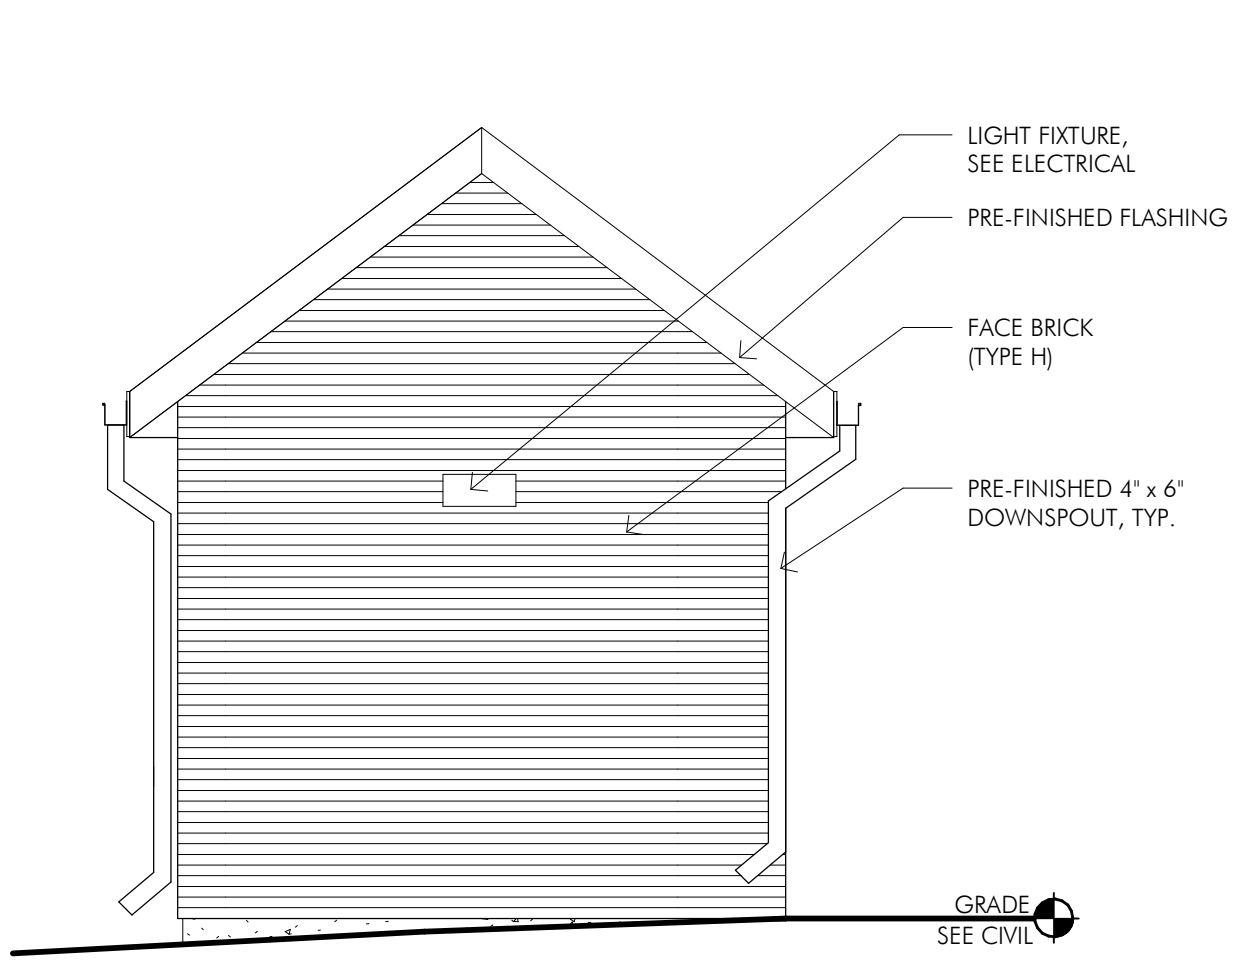 LIGHT FIXTURE,
SEE ELECTRICAL
PRE-FINISHED FLASHING
FACE BRICK
(TYPE H)
PRE-FINISHED 4" x 6"
DOWNSPOUT, TYP.
GRADE
SEE CIVIL